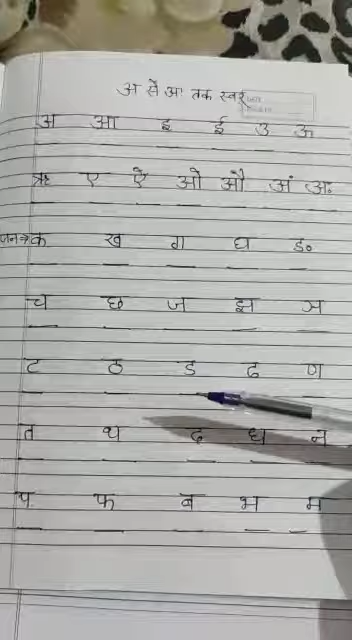 अ से अः तक स्वर
अ आ इ ई उ ऊ
ऋ ए ऐ ओ औ अं अः
क ख ग घ ङ
च छ ज झ ञ
ट ठ ड ढ ण
त थ द ध न
प फ ब भ म